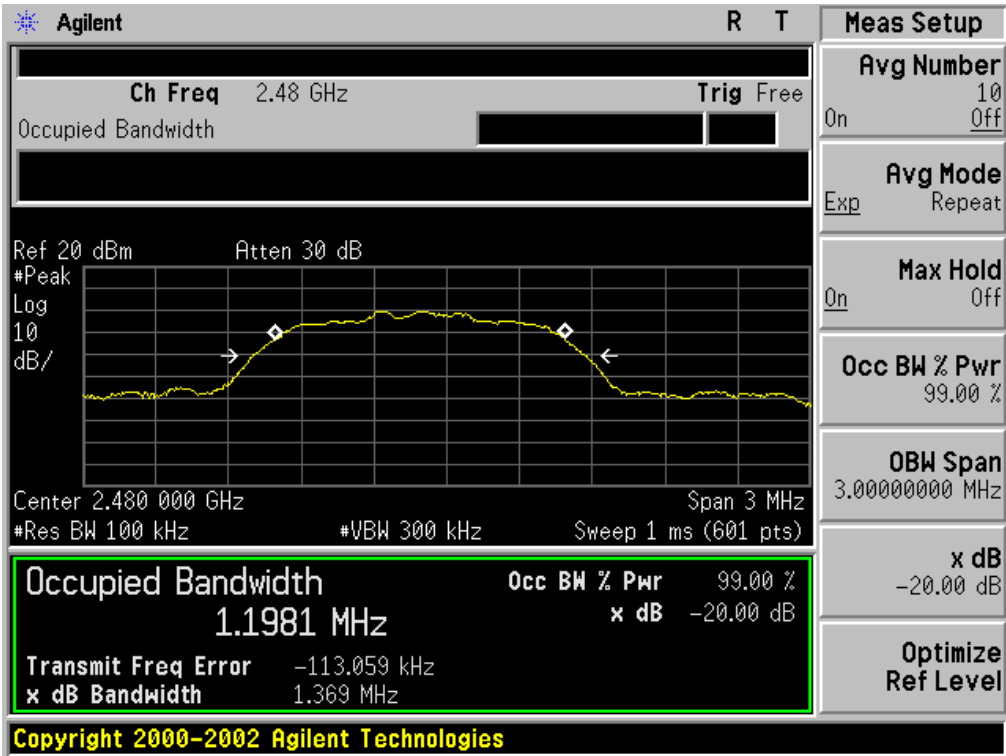 Agilent R T
Ch Freq 2.48 GHz Trig Free
Occupied Bandwidth
Ref 20 dBm Atten 30 dB
#Peak
Log
10
dB/
Center 2.480 000 GHz Span 3 MHz
#Res BW 100 kHz #VBW 300 kHz Sweep 1 ms (601 pts)
Occupied Bandwidth Occ BW % Pwr 99.00 %
1.1981 MHz x dB -20.00 dB
Transmit Freq Error -113.059 kHz
x dB Bandwidth 1.369 MHz
Copyright 2000-2002 Agilent Technologies
Meas Setup
Avg Number
10
On Off
Avg Mode
Exp Repeat
Max Hold
On Off
Occ BW % Pwr
99.00 %
OBW Span
3.00000000 MHz
x dB
-20.00 dB
Optimize
Ref Level